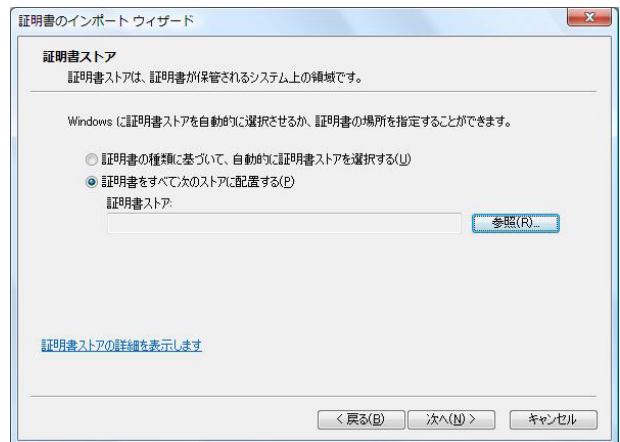 証明書のインポート ウィザード
証明書ストア
証明書ストアは、証明書が保管されるシステム上の領域です。
Windows に証明書ストアを自動的に選択させるか、証明書の場所を指定することができます。
証明書の種類に基づいて、自動的に証明書ストアを選択する(U)
証明書をすべて次のストアに配置する(P)
証明書ストア:
参照(R)...
証明書ストアの詳細を表示します
< 戻る(B) 次へ(N) > キャンセル